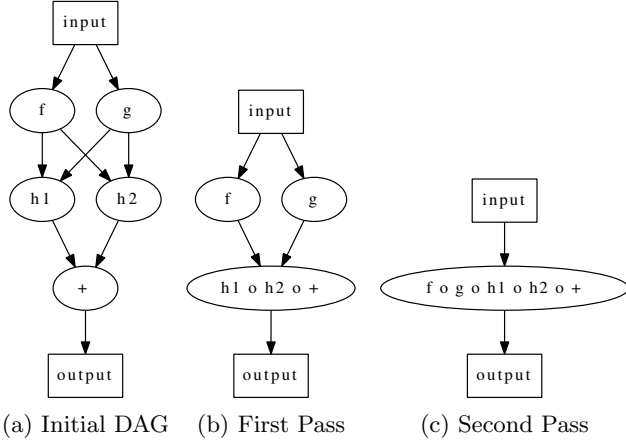 input
f
g
h1
h2
+
output
(a) Initial DAG
input
f
g
h1 o h2 o +
output
(b) First Pass
input
f o g o h1 o h2 o +
output
(c) Second Pass